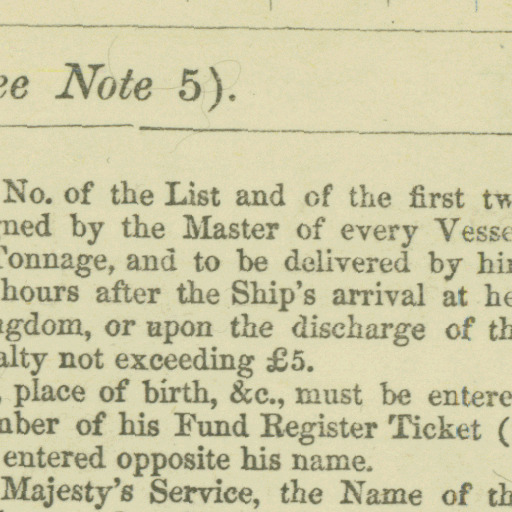 ee Note 5).
No. of the List and of the first tw
ned by the Master of every Vesse
Tonnage, and to be delivered by hi
hours after the Ship's arrival at he
ngdom, or upon the discharge of th
alty not exceeding £5.
, place of birth, &c., must be entere
mber of his Fund Register Ticket (
entered opposite his name.
Majesty's Service, the Name of th